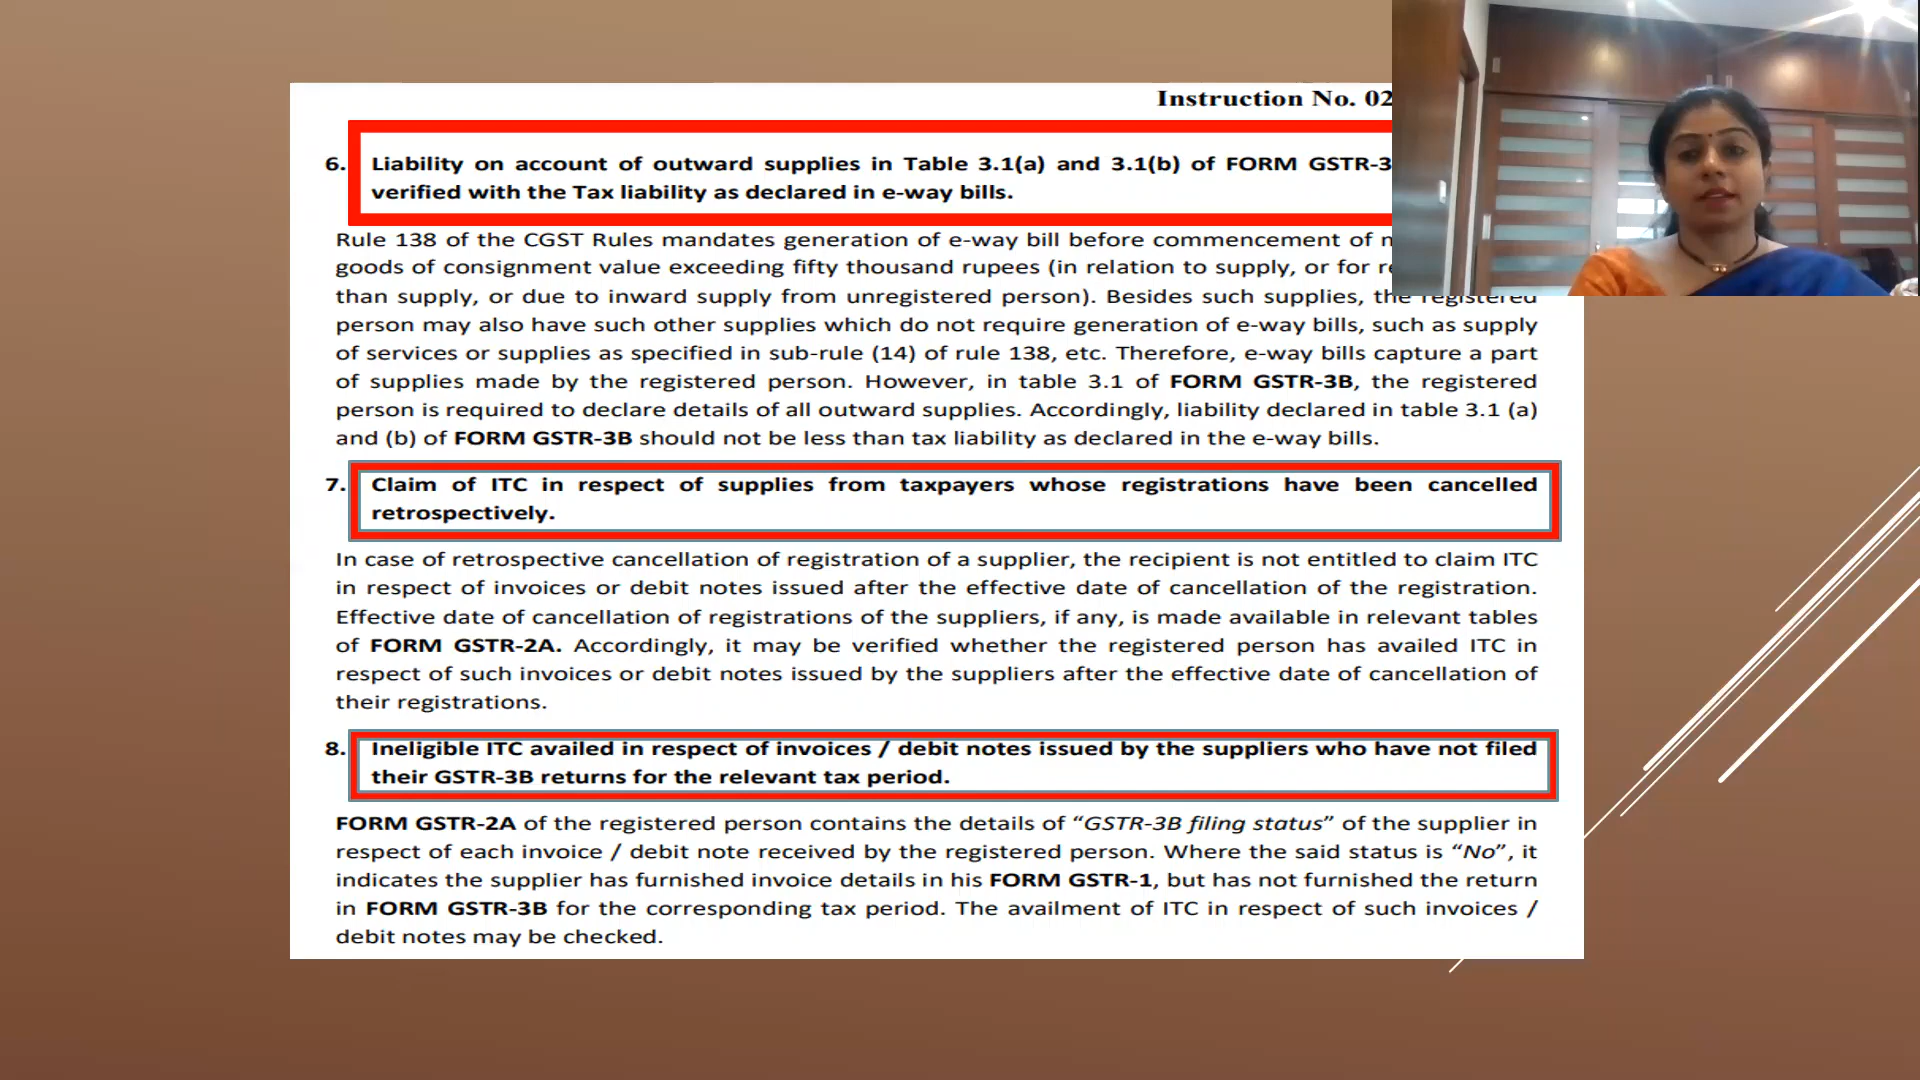 Instruction No. 02
6. Liability on account of outward supplies in Table 3.1(a) and 3.1(b) of FORM GSTR-3
verified with the Tax liability as declared in e-way bills.
Rule 138 of the CGST Rules mandates generation of e-way bill before commencement of
goods of consignment value exceeding fifty thousand rupees (in relation to supply, or for
than supply, or due to inward supply from unregistered person). Besides such supplies, the registered
person may also have such other supplies which do not require generation of e-way bills, such as supply
of services or supplies as specified in sub-rule (14) of rule 138, etc. Therefore, e-way bills capture a part
of supplies made by the registered person. However, in table 3.1 of FORM GSTR-3B, the registered
person is required to declare details of all outward supplies. Accordingly, liability declared in table 3.1 (a)
and (b) of FORM GSTR-3B should not be less than tax liability as declared in the e-way bills.
7. Claim of ITC in respect of supplies from taxpayers whose registrations have been cancelled
retrospectively.
In case of retrospective cancellation of registration of a supplier, the recipient is not entitled to claim ITC
in respect of invoices or debit notes issued after the effective date of cancellation of the registration.
Effective date of cancellation of registrations of the suppliers, if any, is made available in relevant tables
of FORM GSTR-2A. Accordingly, it may be verified whether the registered person has availed ITC in
respect of such invoices or debit notes issued by the suppliers after the effective date of cancellation of
their registrations.
8. Ineligible ITC availed in respect of invoices / debit notes issued by the suppliers who have not filed
their GSTR-3B returns for the relevant tax period.
FORM GSTR-2A of the registered person contains the details of “GSTR-3B filing status” of the supplier in
respect of each invoice / debit note received by the registered person. Where the said status is “No”, it
indicates the supplier has furnished invoice details in his FORM GSTR-1, but has not furnished the return
in FORM GSTR-3B for the corresponding tax period. The availment of ITC in respect of such invoices /
debit notes may be checked.